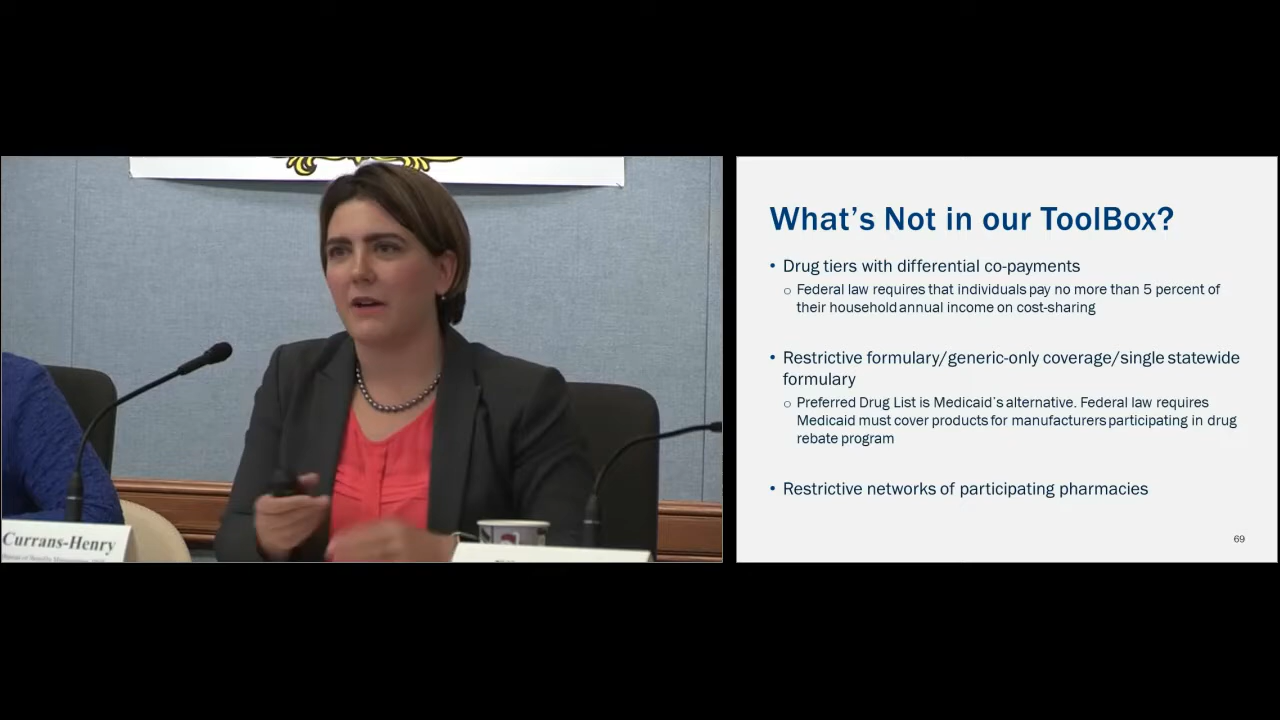 Currans-Henry
What's Not in our ToolBox?
• Drug tiers with differential co-payments
o Federal law requires that individuals pay no more than 5 percent of
their household annual income on cost-sharing
• Restrictive formulary/generic-only coverage/single statewide
formulary
o Preferred Drug List is Medicaid's alternative. Federal law requires
Medicaid must cover products for manufacturers participating in drug
rebate program
• Restrictive networks of participating pharmacies
69